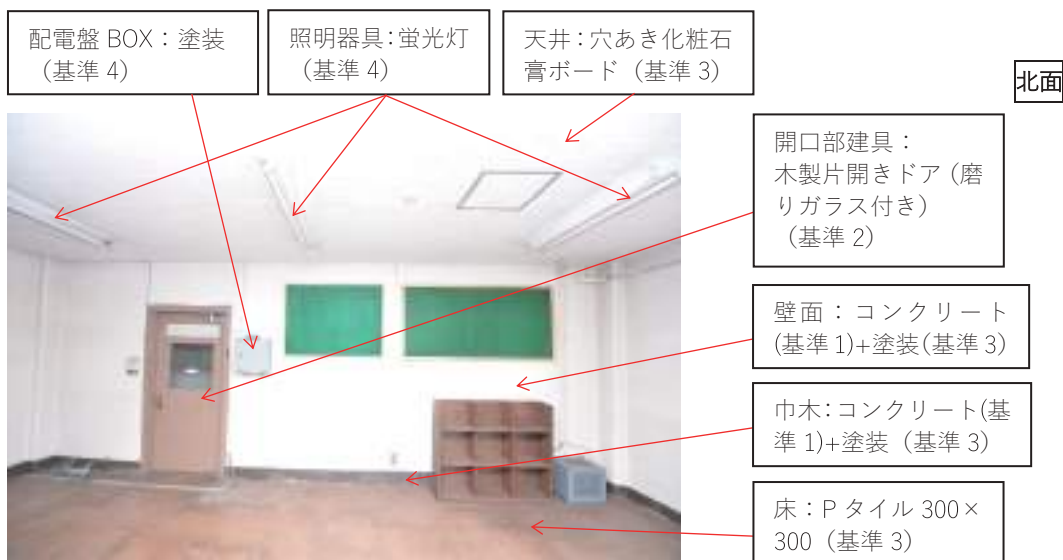 配電盤 BOX：塗装
（基準 4）
照明器具：蛍光灯
（基準 4）
天井：穴あき化粧石
膏ボード（基準 3）
北面
開口部建具：
木製片開きドア（磨
りガラス付き）
（基準 2）
壁面：コンクリート
(基準 1)+塗装(基準 3)
巾木：コンクリート(基
準 1)+塗装（基準 3）
床：P タイル 300×
300（基準 3）